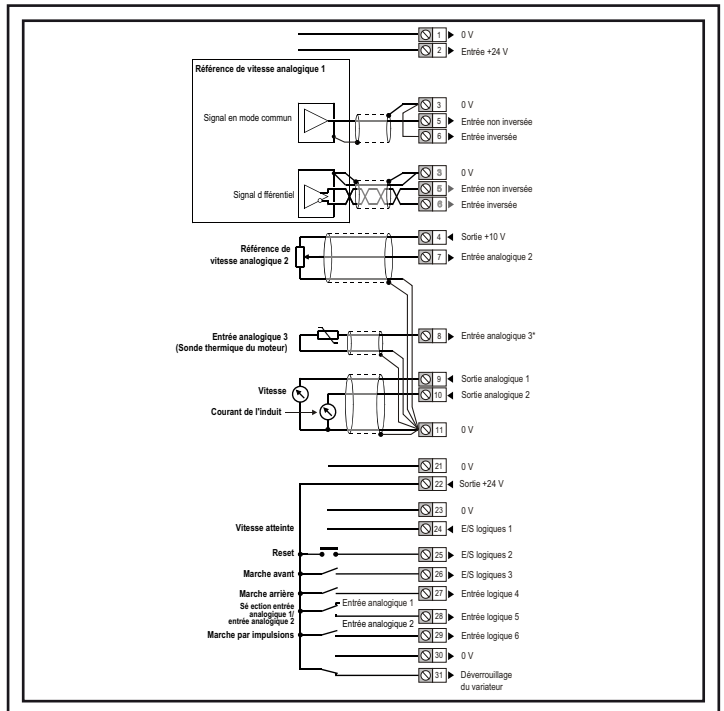 1 0 V
2 Entrée +24 V
Référence de vitesse analogique 1
Signal en mode commun
3 0 V
5 Entrée non inversée
6 Entrée inversée
Signal d fférentiel
3 0 V
5 Entrée non inversée
6 Entrée inversée
4 Sortie +10 V
Référence de
vitesse analogique 2
7 Entrée analogique 2
Entrée analogique 3
(Sonde thermique du moteur)
8 Entrée analogique 3*
9 Sortie analogique 1
Vitesse
10 Sortie analogique 2
Courant de l'induit
11 0 V
21 0 V
22 Sortie +24 V
23 0 V
Vitesse atteinte
24 E/S logiques 1
Reset
25 E/S logiques 2
Marche avant
26 E/S logiques 3
Marche arrière
27 Entrée logique 4
Sé ection entrée
analogique 1/
entrée analogique 2
Entrée analogique 1
28 Entrée logique 5
Entrée analogique 2
Marche par impulsions
29 Entrée logique 6
30 0 V
31 Déverrouillage
du variateur